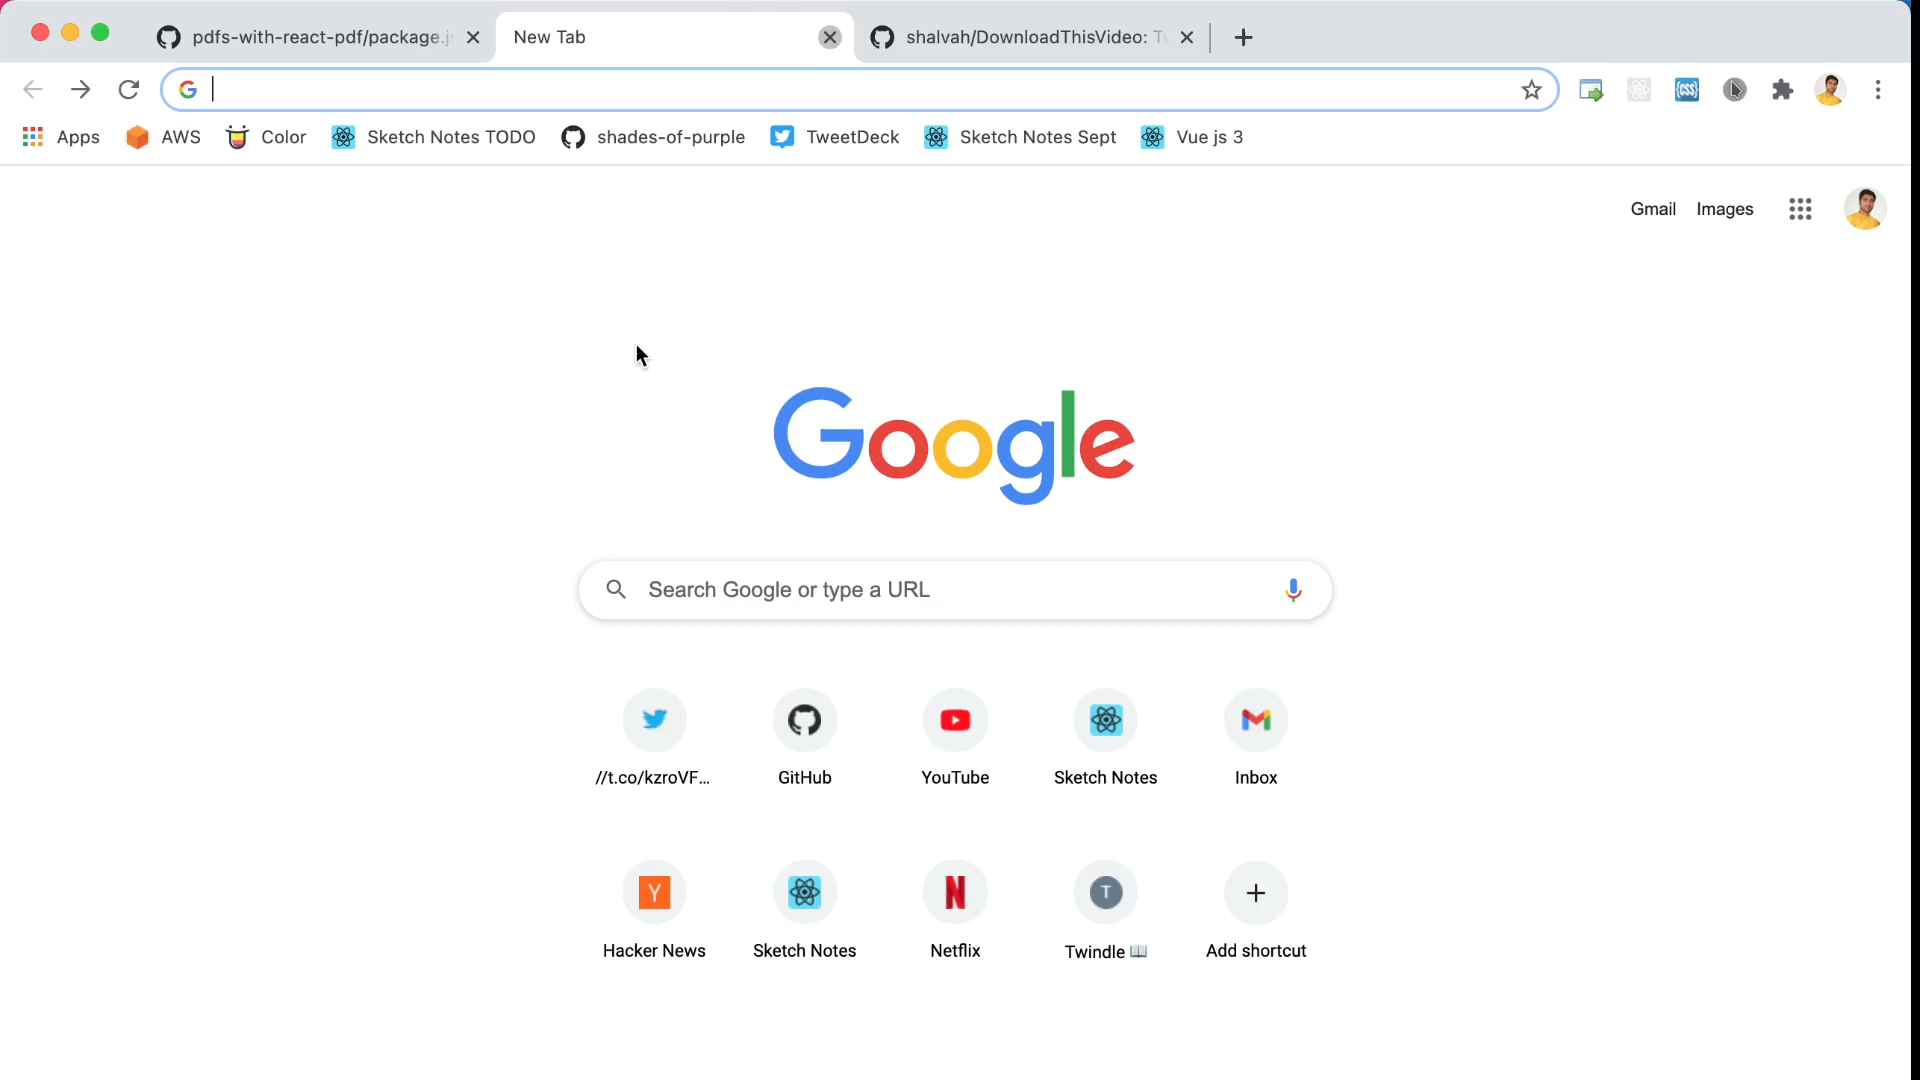 pdfs-with-react-pdf/package.js
New Tab
shalvah/DownloadThisVideo: Tw
Apps
AWS
Color
Sketch Notes TODO
shades-of-purple
TweetDeck
Sketch Notes Sept
Vue js 3
Gmail
Images
Google
Search Google or type a URL
//t.co/kzroVF...
GitHub
YouTube
Sketch Notes
Inbox
Y
N
T
Hacker News
Sketch Notes
Netflix
Twindle 📖
Add shortcut